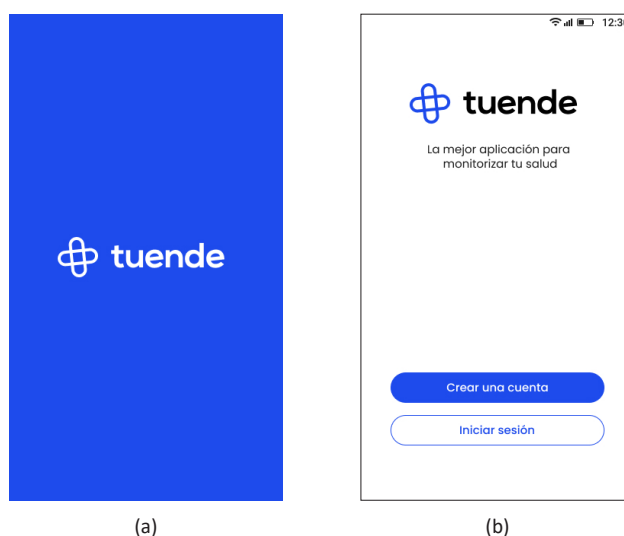 tuende
(a)
12:30
tuende
La mejor aplicación para
monitorizar tu salud
Crear una cuenta
Iniciar sesión
(b)